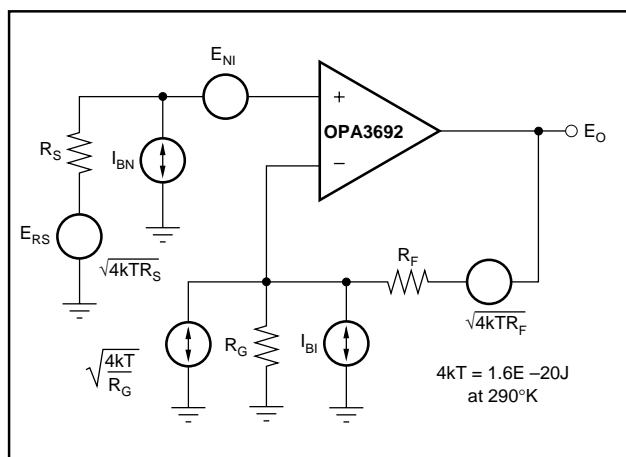 E_NI
+
OPA3692
−
E_O
R_S
I_BN
E_RS
√4kTR_S
R_F
√4kTR_F
√4kT/R_G
R_G
I_BI
4kT = 1.6E –20J
at 290°K